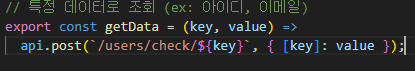 // 특정 데이터로 조회 (ex: 아이디, 이메일)
export const getData = (key, value) =>
  api.post(`/users/check/${key}`, { [key]: value });